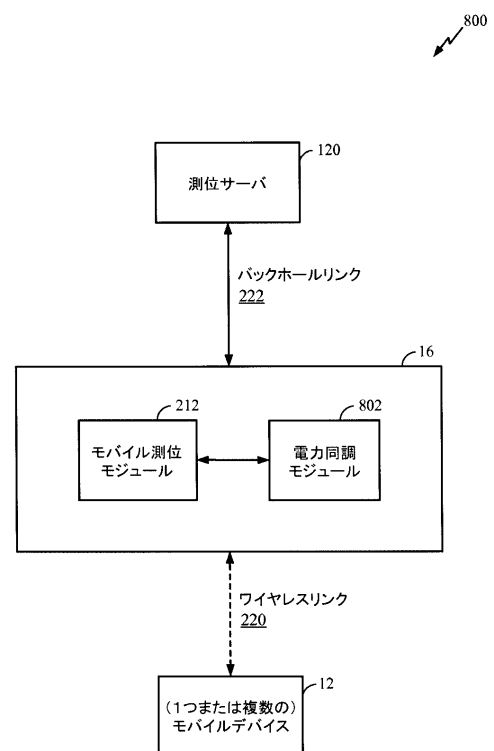 800
120
測位サーバ
バックホールリンク
222
16
212
802
モバイル測位
モジュール
電力同調
モジュール
ワイヤレスリンク
220
12
(1つまたは複数の)
モバイルデバイス